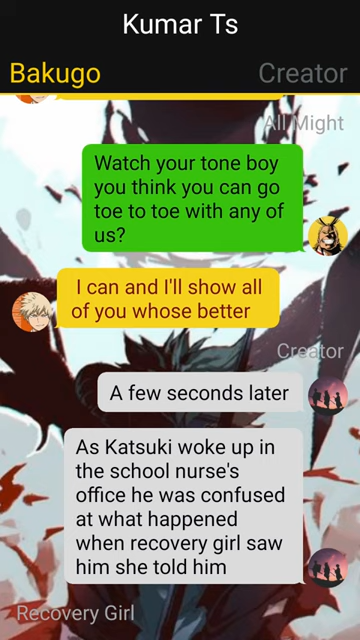 Kumar Ts
Bakugo
Creator
All Might
Watch your tone boy
you think you can go
toe to toe with any of
us?
I can and I'll show all
of you whose better
Creator
A few seconds later
As Katsuki woke up in
the school nurse's
office he was confused
at what happened
when recovery girl saw
him she told him
Recovery Girl